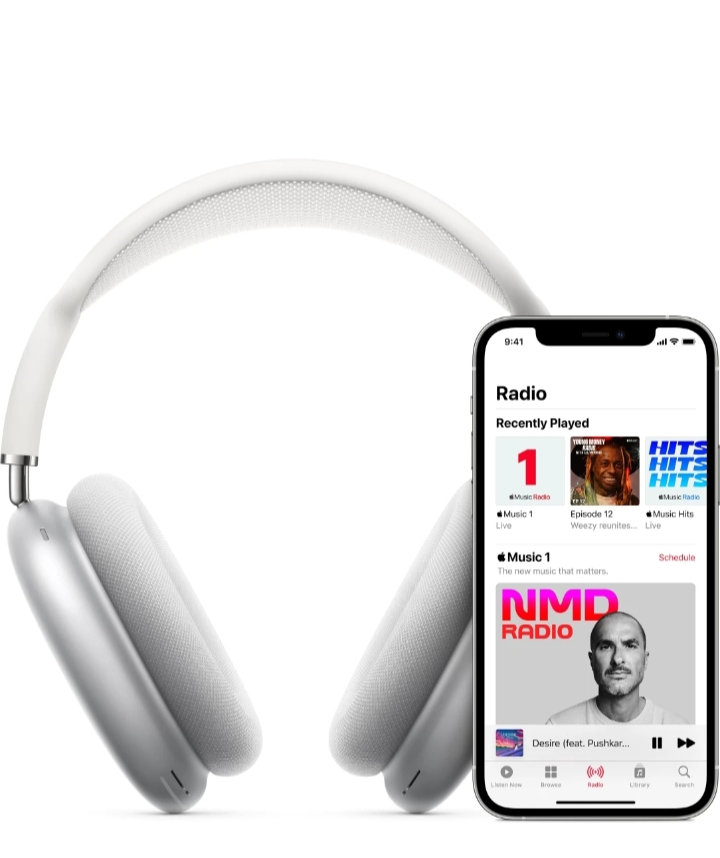 9:41
Radio
Recently Played
1
Music Radio
YOUNG MONEY
RADIO
EP 12
HITS
HITS
HITS
Music Radio
Music 1
Live
Episode 12
Weezy reunites...
Music Hits
Live
Music 1
Schedule
The new music that matters.
NMD
RADIO
Desire (feat. Pushkar...
Listen Now
Browse
Radio
Library
Search